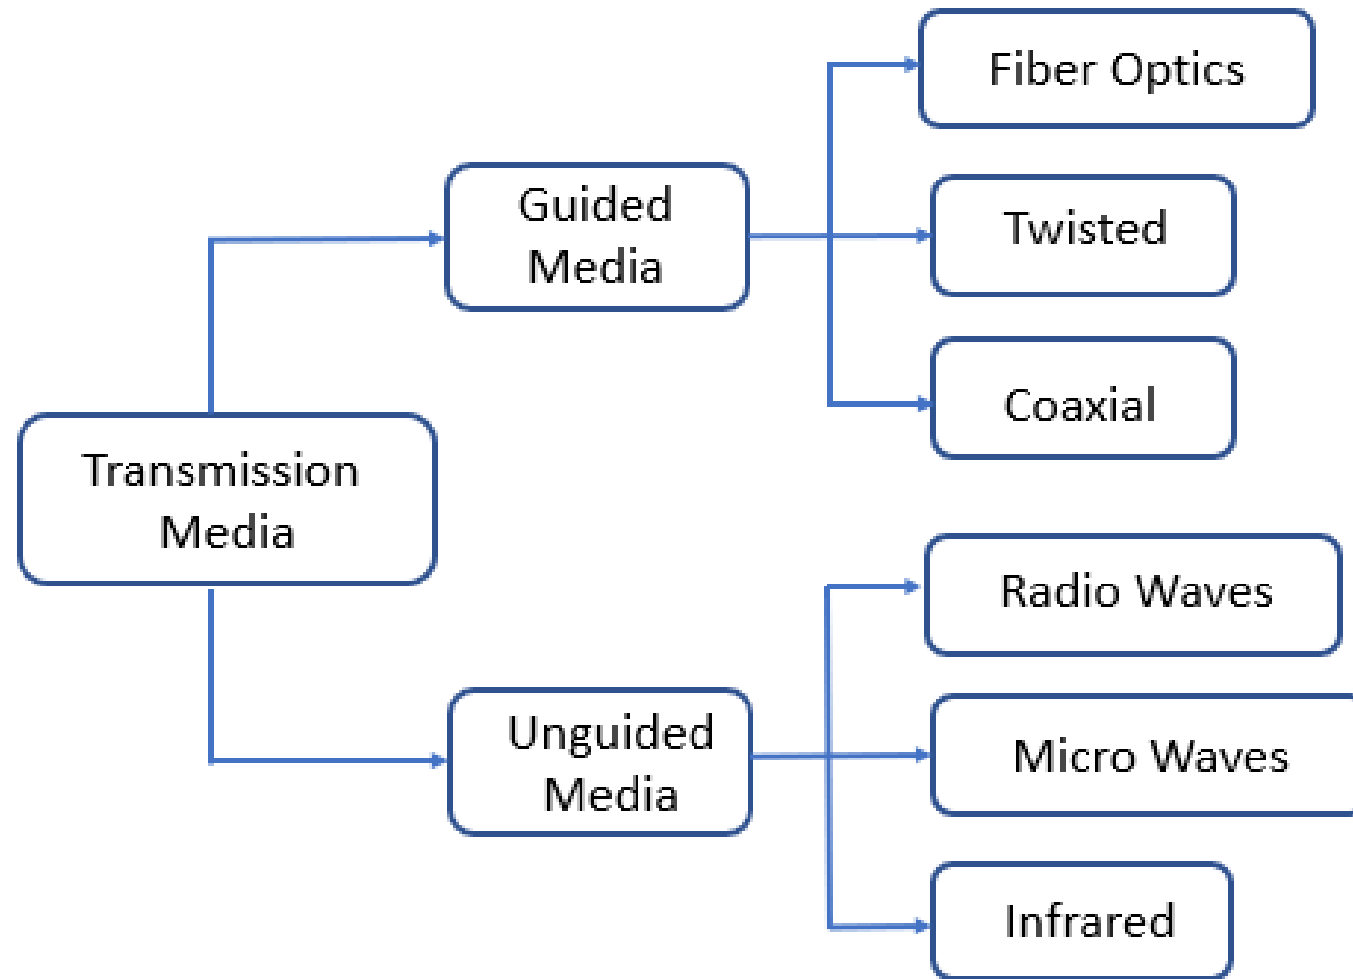 Fiber Optics
Guided
Media
Twisted
Coaxial
Transmission
Media
Radio Waves
Unguided
Media
Micro Waves
Infrared